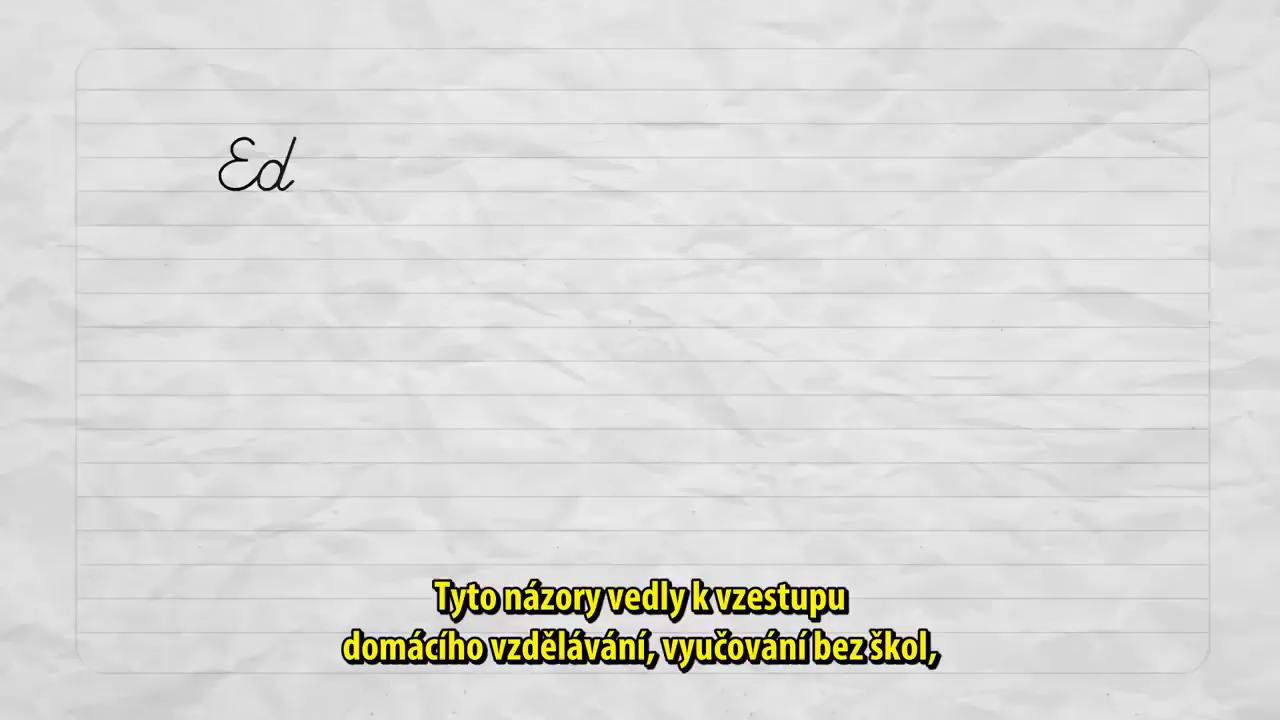 Ed
Tyto názory vedly k vzestupu
domácího vzdělávání, vyučování bez škol,